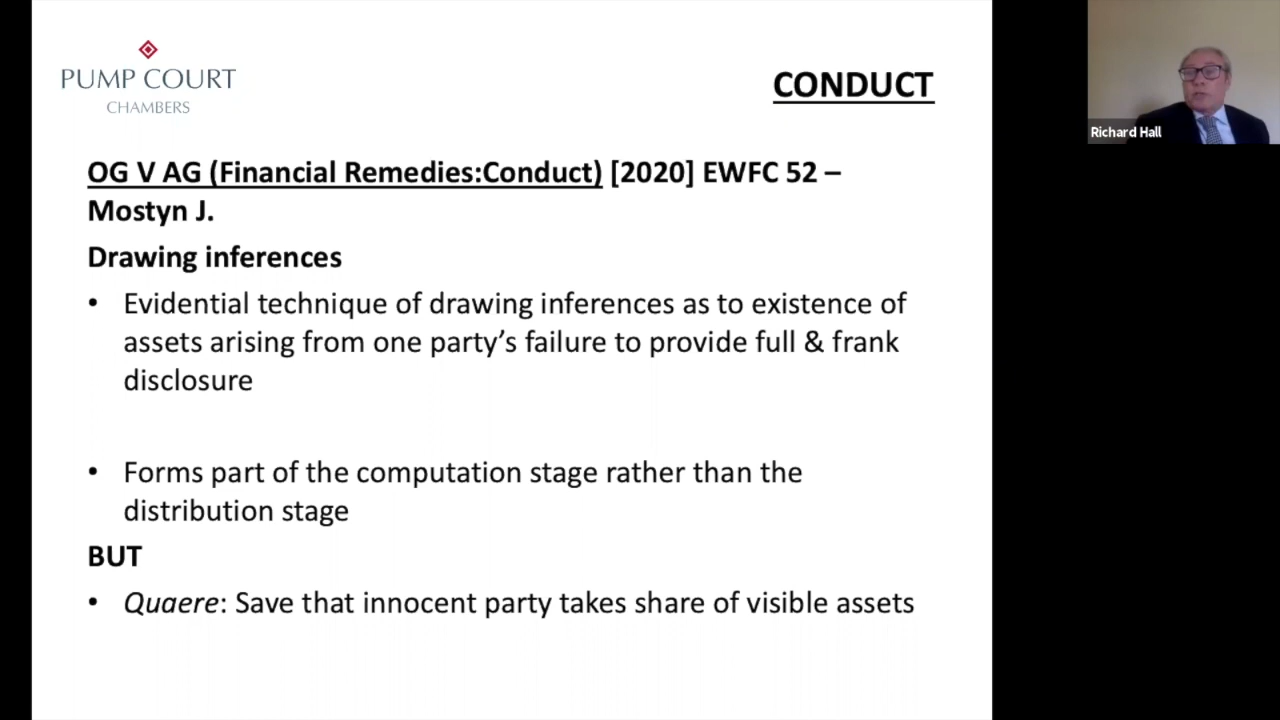 PUMP COURT
CHAMBERS
CONDUCT
Richard Hall
OG V AG (Financial Remedies:Conduct) [2020] EWFC 52 –
Mostyn J.
Drawing inferences
• Evidential technique of drawing inferences as to existence of
assets arising from one party’s failure to provide full & frank
disclosure
• Forms part of the computation stage rather than the
distribution stage
BUT
• Quaere: Save that innocent party takes share of visible assets